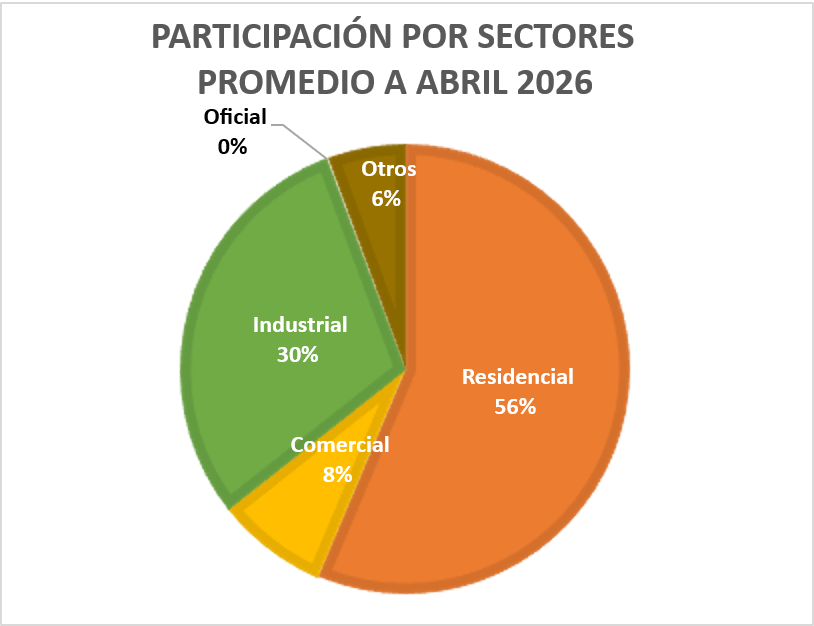 PARTICIPACIÓN POR SECTORES
PROMEDIO A ABRIL 2026
Oficial
0%
Otros
6%
Industrial
30%
Residencial
56%
Comercial
8%